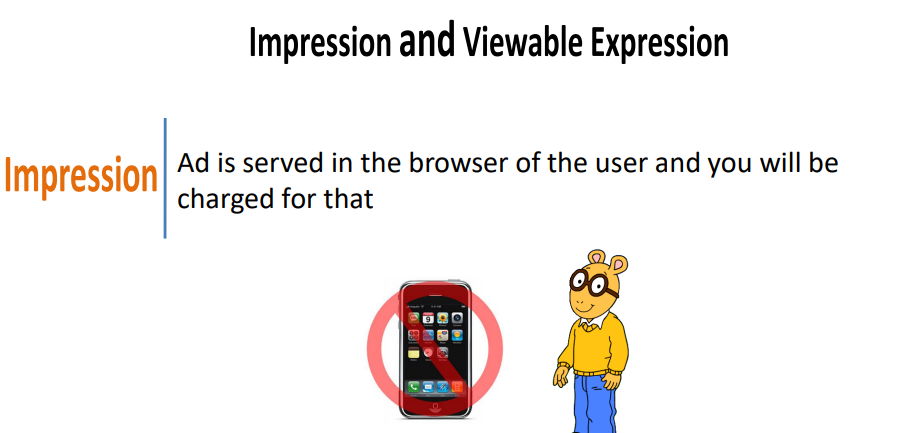 Impression and Viewable Expression
Impression
Ad is served in the browser of the user and you will be
charged for that
9